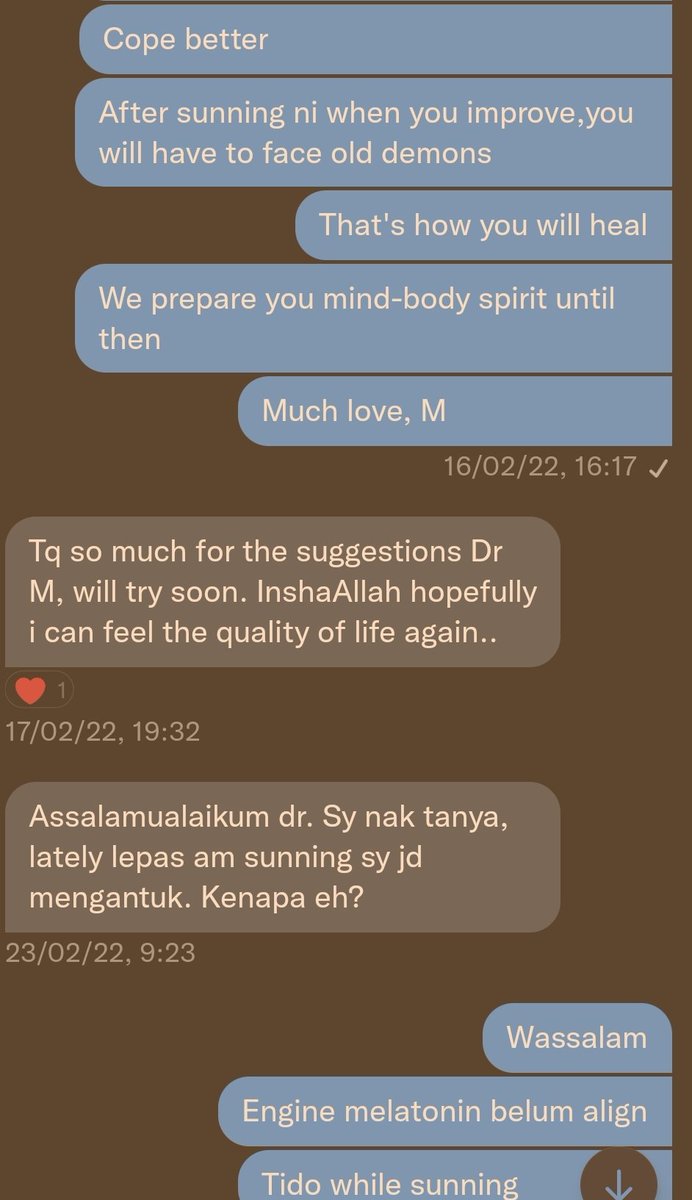 Cope better
After sunning ni when you improve,you
will have to face old demons
That's how you will heal
We prepare you mind-body spirit until
then
Much love, M
16/02/22, 16:17
Tq so much for the suggestions Dr
M, will try soon. InshaAllah hopefully
i can feel the quality of life again..
1
17/02/22, 19:32
Assalamualaikum dr. Sy nak tanya,
lately lepas am sunning sy jd
mengantuk. Kenapa eh?
23/02/22, 9:23
Wassalam
Engine melatonin belum align
Tido while sunning